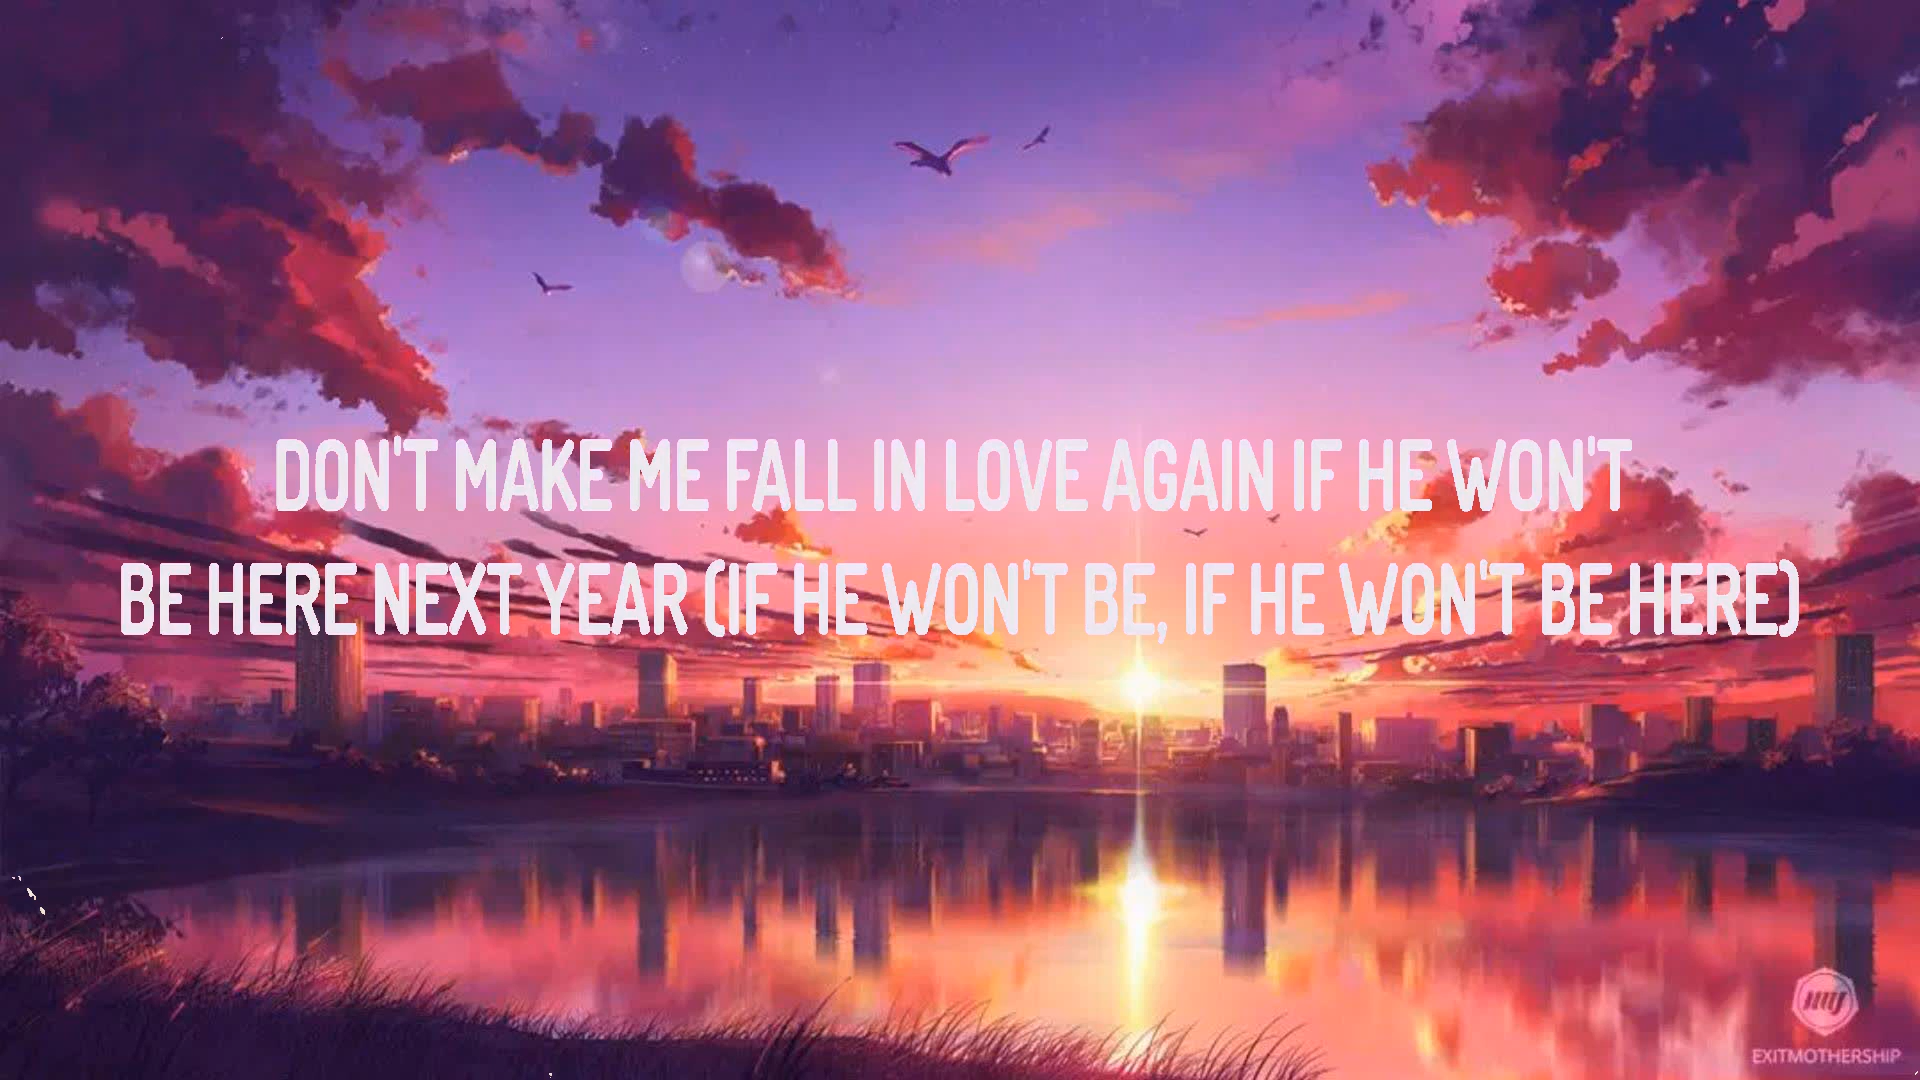 DON'T MAKE ME FALL IN LOVE AGAIN IF HE WON'T
BE HERE NEXT YEAR (IF HE WON'T BE, IF HE WON'T BE HERE)
EXITMOTHERSHIP